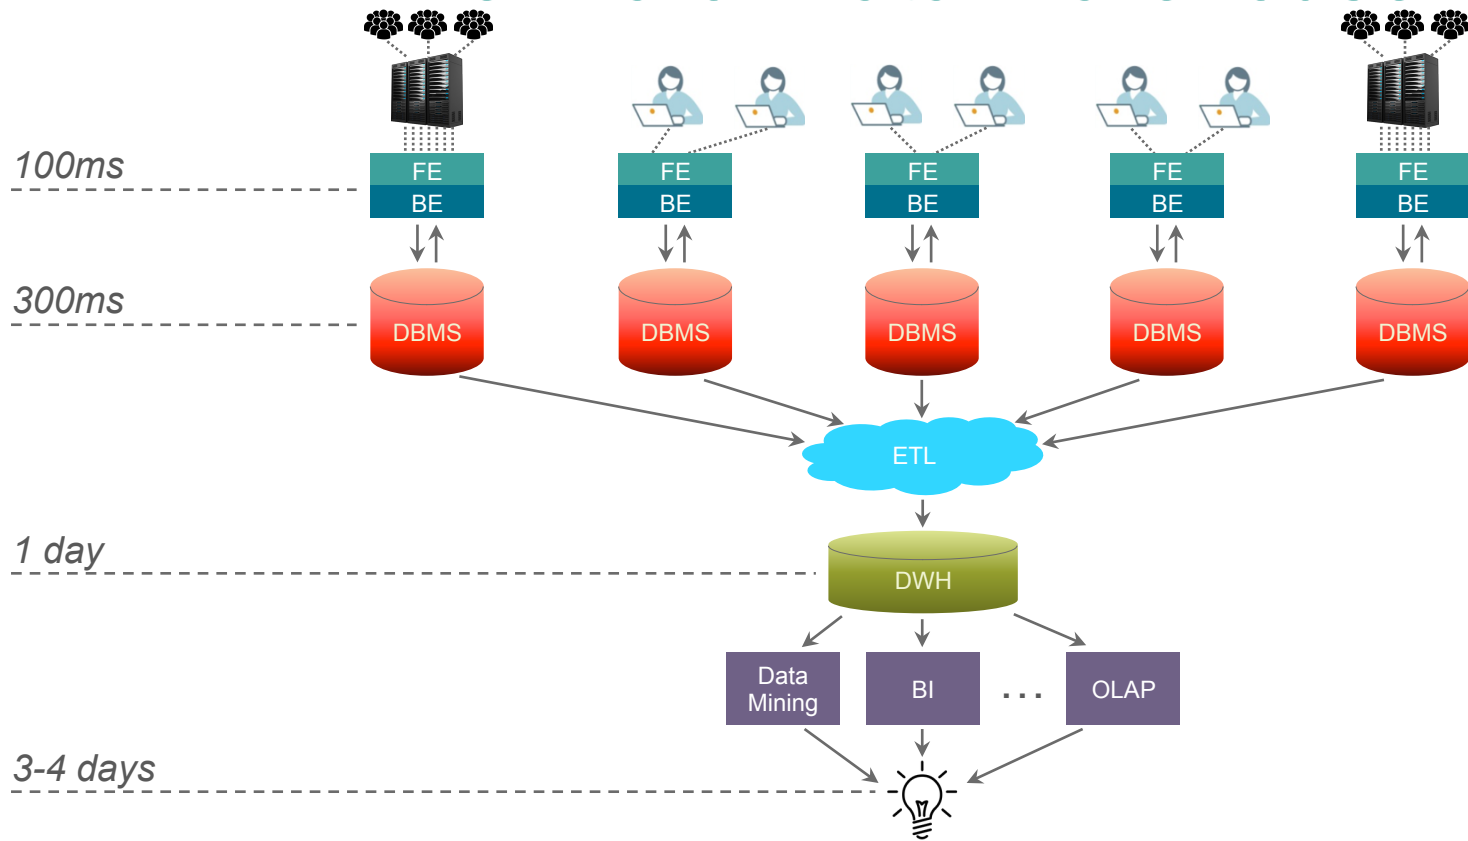 100ms
FE
FE
FE
FE
FE
BE
BE
BE
BE
BE
300ms
DBMS
DBMS
DBMS
DBMS
DBMS
ETL
1 day
DWH
Data
Mining
BI
...
OLAP
3-4 days